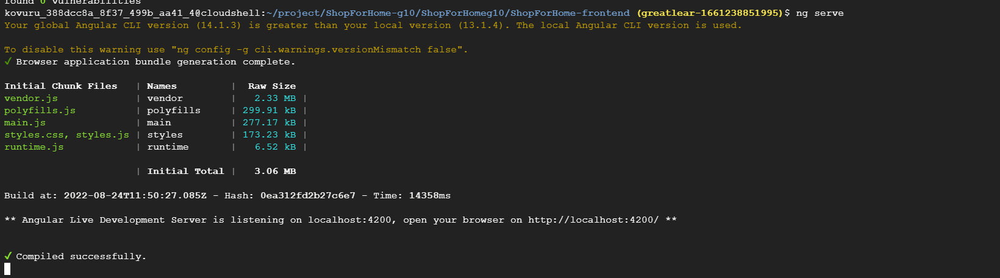 found 0 vulnerabilities
kovuru_388dcc8a_8f37_499b_aa41_4@cloudshell:~/project/ShopForHome-g10/ShopForHomeg10/ShopForHome-frontend (greatlear-1661238851995)$ ng serve
Your global Angular CLI version (14.1.3) is greater than your local version (13.1.4). The local Angular CLI version is used.
To disable this warning use "ng config -g cli.warnings.versionMismatch false".
✓ Browser application bundle generation complete.
Initial Chunk Files | Names | Raw Size
vendor.js | vendor | 2.33 MB |
polyfills.js | polyfills | 299.91 kB |
main.js | main | 277.17 kB |
styles.css, styles.js | styles | 173.23 kB |
runtime.js | runtime | 6.52 kB |
| Initial Total | 3.06 MB
Build at: 2022-08-24T11:50:27.085Z - Hash: 0ea312fd2b27c6e7 - Time: 14358ms
** Angular Live Development Server is listening on localhost:4200, open your browser on http://localhost:4200/ **
✓ Compiled successfully.